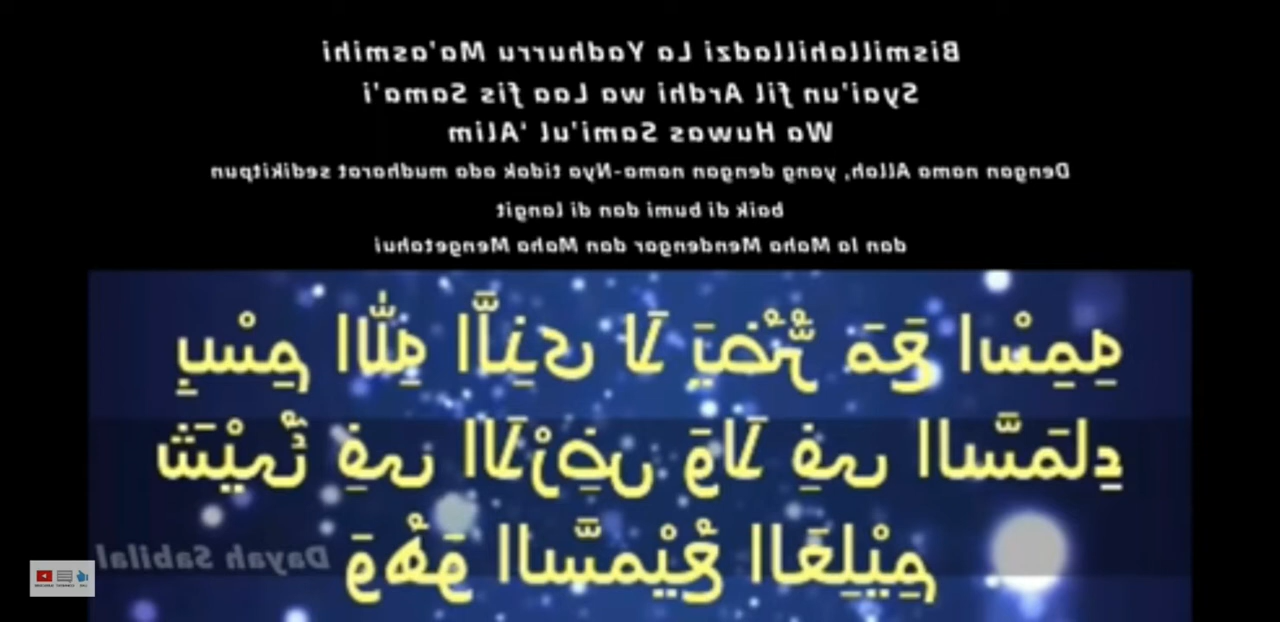 Bismillahilladzi La Yadhurru Ma'asmihi
Syai'un fil Ardhi wa Laa fis Sama'i
Wa Huwas Sami'ul 'Alim
Dengan nama Allah, yang dengan nama-Nya tidak ada mudharat sedikitpun
baik di bumi dan di langit
dan Ia Maha Mendengar dan Maha Mengetahui
بِسْمِ اللّٰهِ الَّذِى لَا يَضُرُّ مَعَ اسْمِهِ
شَيْئٌ فِى الْاَرْضِ وَلَا فِى السَّمَاءِ
وَهُوَ السَّمِيْعُ الْعَلِيْمِ
Dayah Sabilal